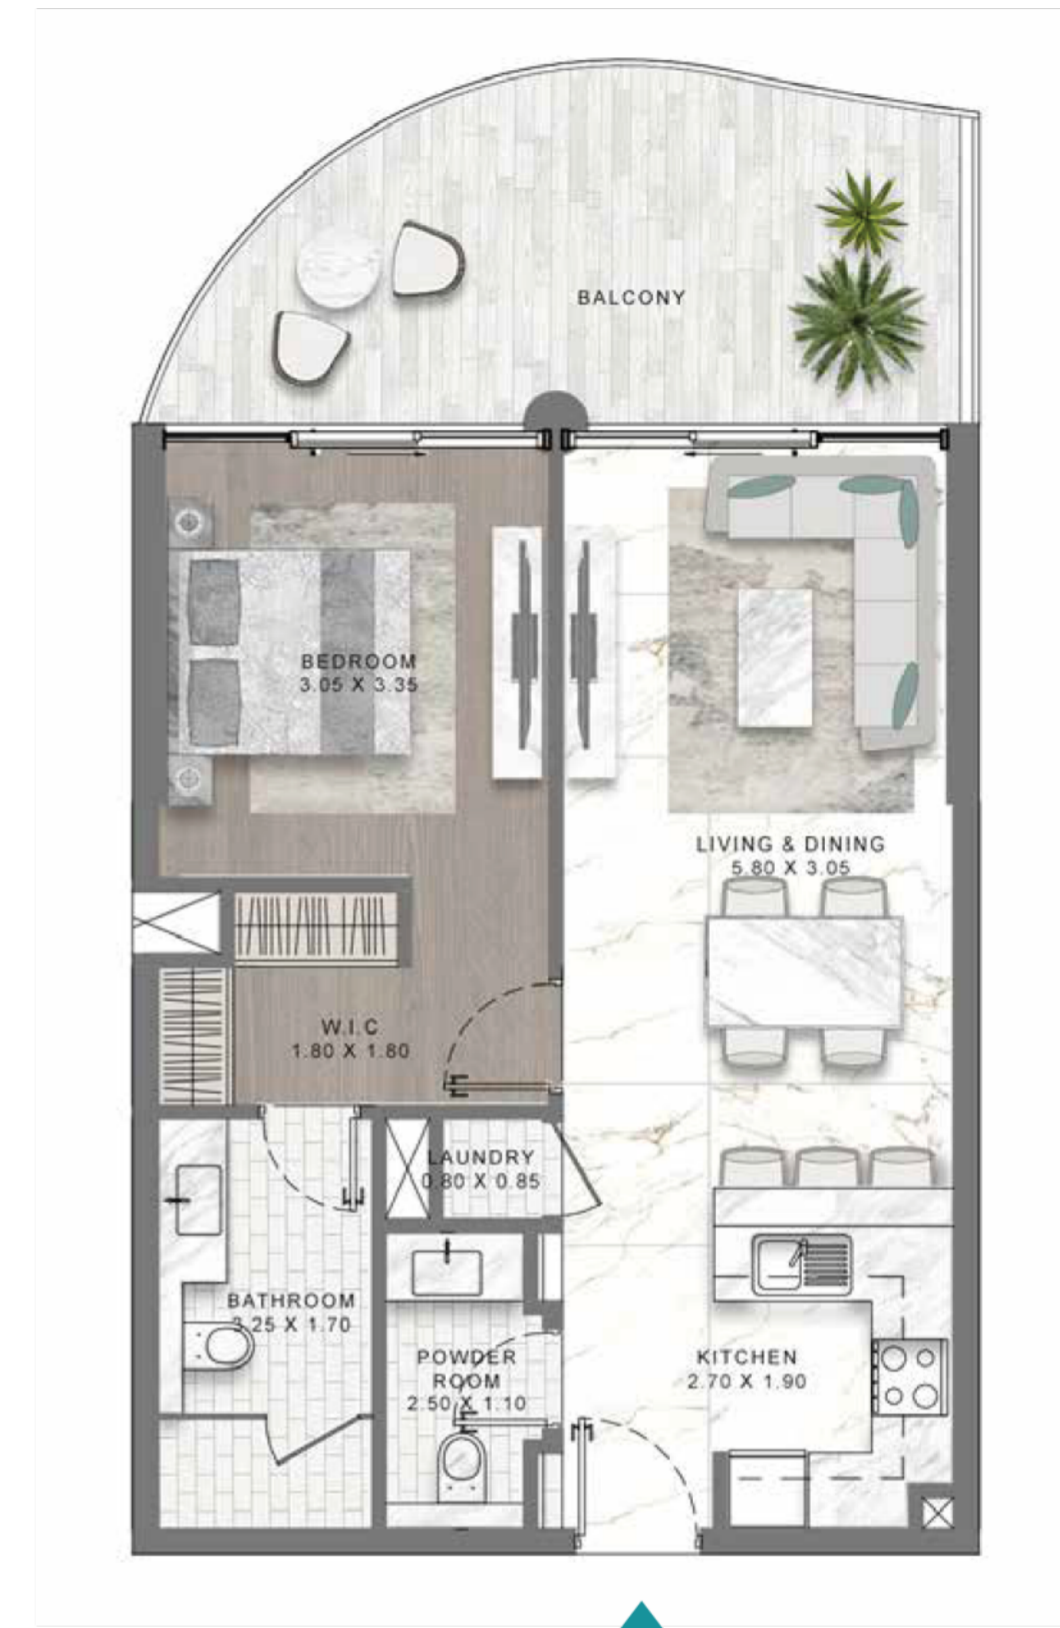 BALCONY
BEDROOM
3.05 X 3.35
LIVING & DINING
5.80 X 3.05
W.I.C
1.80 X 1.80
LAUNDRY
0.80 X 0.85
BATHROOM
3.25 X 1.70
POWDER
ROOM
2.50 X 1.10
KITCHEN
2.70 X 1.90